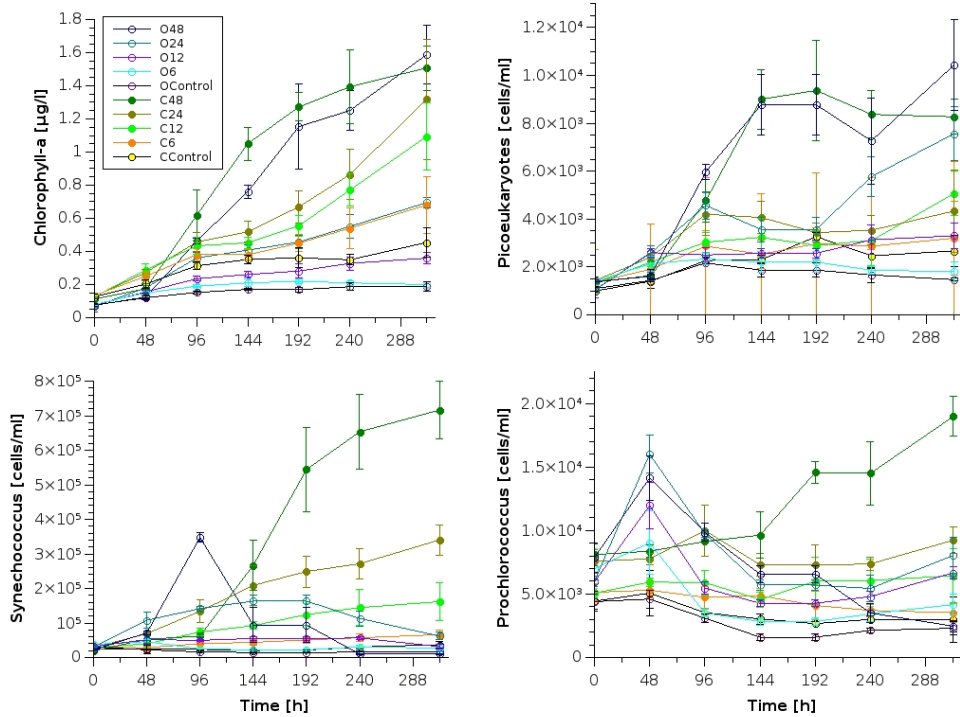 1.8
1.6
1.4
1.2
1
0.8
0.6
0.4
0.2
0
Chlorophyll-a [µg/l]
O48
O24
O12
O6
OControl
C48
C24
C12
C6
CControl
0 48 96 144 192 240 288
1.2×10⁴
1.0×10⁴
8.0×10³
6.0×10³
4.0×10³
2.0×10³
0
Picoeukaryotes [cells/ml]
0 48 96 144 192 240 288
8×10⁵
7×10⁵
6×10⁵
5×10⁵
4×10⁵
3×10⁵
2×10⁵
10⁵
0
Synechococcus [cells/ml]
0 48 96 144 192 240 288
Time [h]
2.0×10⁴
1.5×10⁴
1.0×10⁴
5.0×10³
0
Prochlorococcus [cells/ml]
0 48 96 144 192 240 288
Time [h]